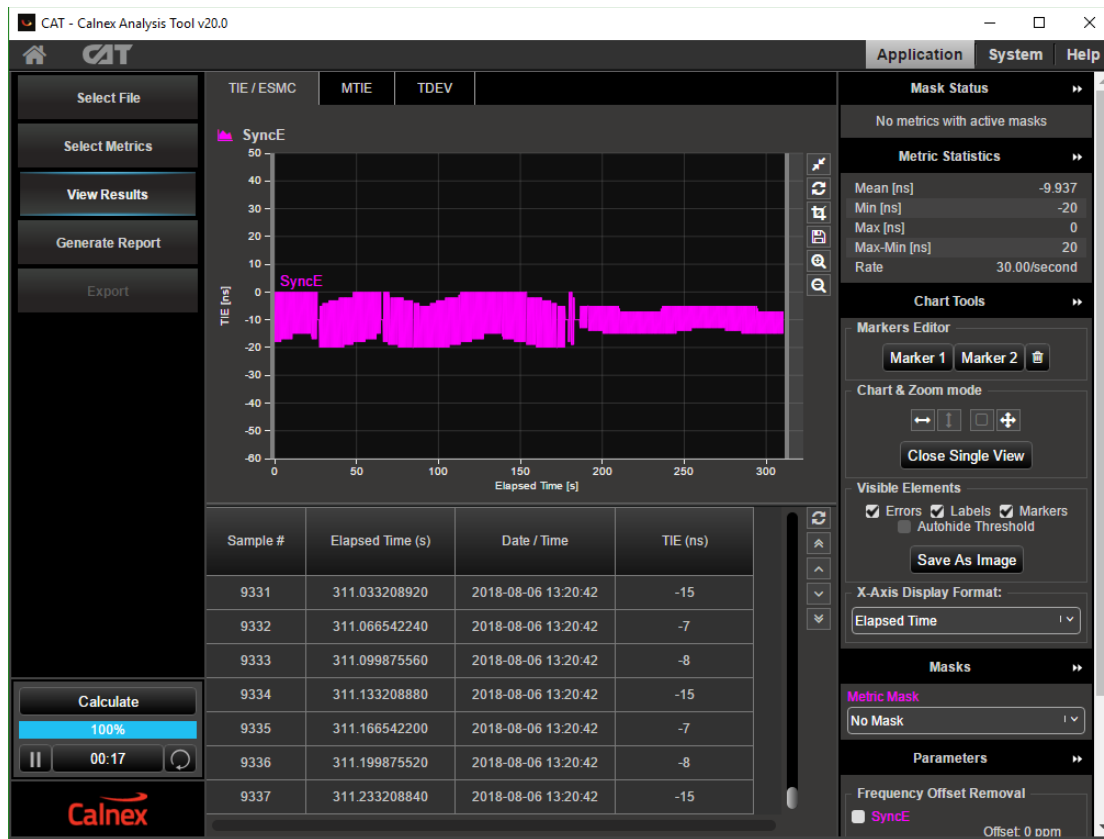 CAT - Calnex Analysis Tool v20.0
CAT
Application System Help
Select File
Select Metrics
View Results
Generate Report
Export
Calculate
100%
00:17
Calnex
TIE / ESMC MTIE TDEV
SyncE
50
40
30
20
10
0
-10
-20
-30
-40
-50
-60
TIE [ns]
SyncE
0 50 100 150 200 250 300
Elapsed Time [s]
Sample # Elapsed Time (s) Date / Time TIE (ns)
9331 311.033208920 2018-08-06 13:20:42 -15
9332 311.066542240 2018-08-06 13:20:42 -7
9333 311.099875560 2018-08-06 13:20:42 -8
9334 311.133208880 2018-08-06 13:20:42 -15
9335 311.166542200 2018-08-06 13:20:42 -7
9336 311.199875520 2018-08-06 13:20:42 -8
9337 311.233208840 2018-08-06 13:20:42 -15
Mask Status
No metrics with active masks
Metric Statistics
Mean [ns] -9.937
Min [ns] -20
Max [ns] 0
Max-Min [ns] 20
Rate 30.00/second
Chart Tools
Markers Editor
Marker 1 Marker 2
Chart & Zoom mode
Close Single View
Visible Elements
Errors Labels Markers
Autohide Threshold
Save As Image
X-Axis Display Format:
Elapsed Time
Masks
Metric Mask
No Mask
Parameters
Frequency Offset Removal
SyncE
Offset: 0 ppm